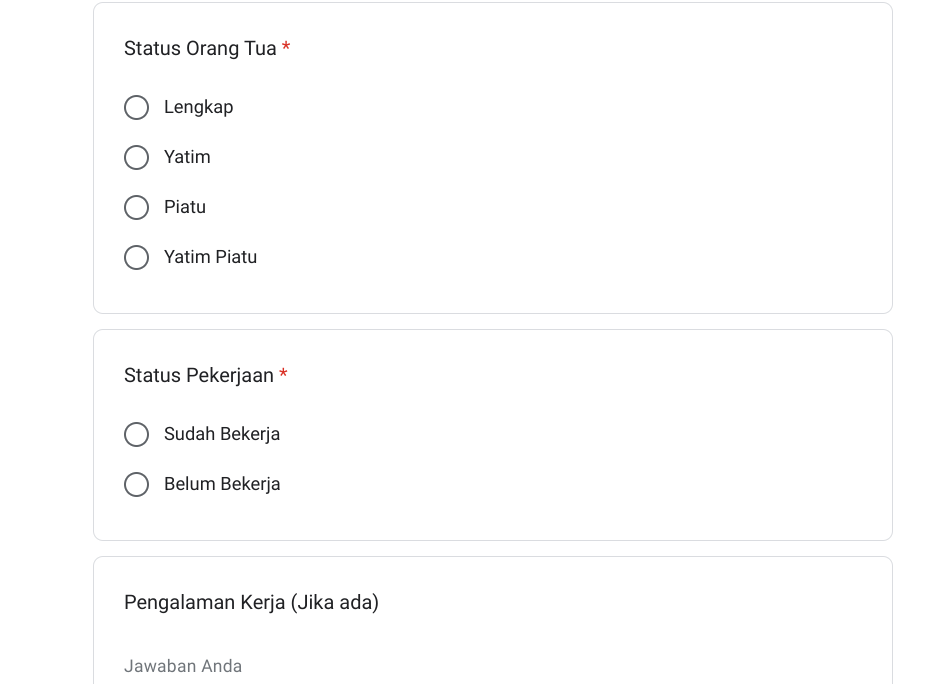 Status Orang Tua *
Lengkap
Yatim
Piatu
Yatim Piatu
Status Pekerjaan *
Sudah Bekerja
Belum Bekerja
Pengalaman Kerja (Jika ada)
Jawaban Anda